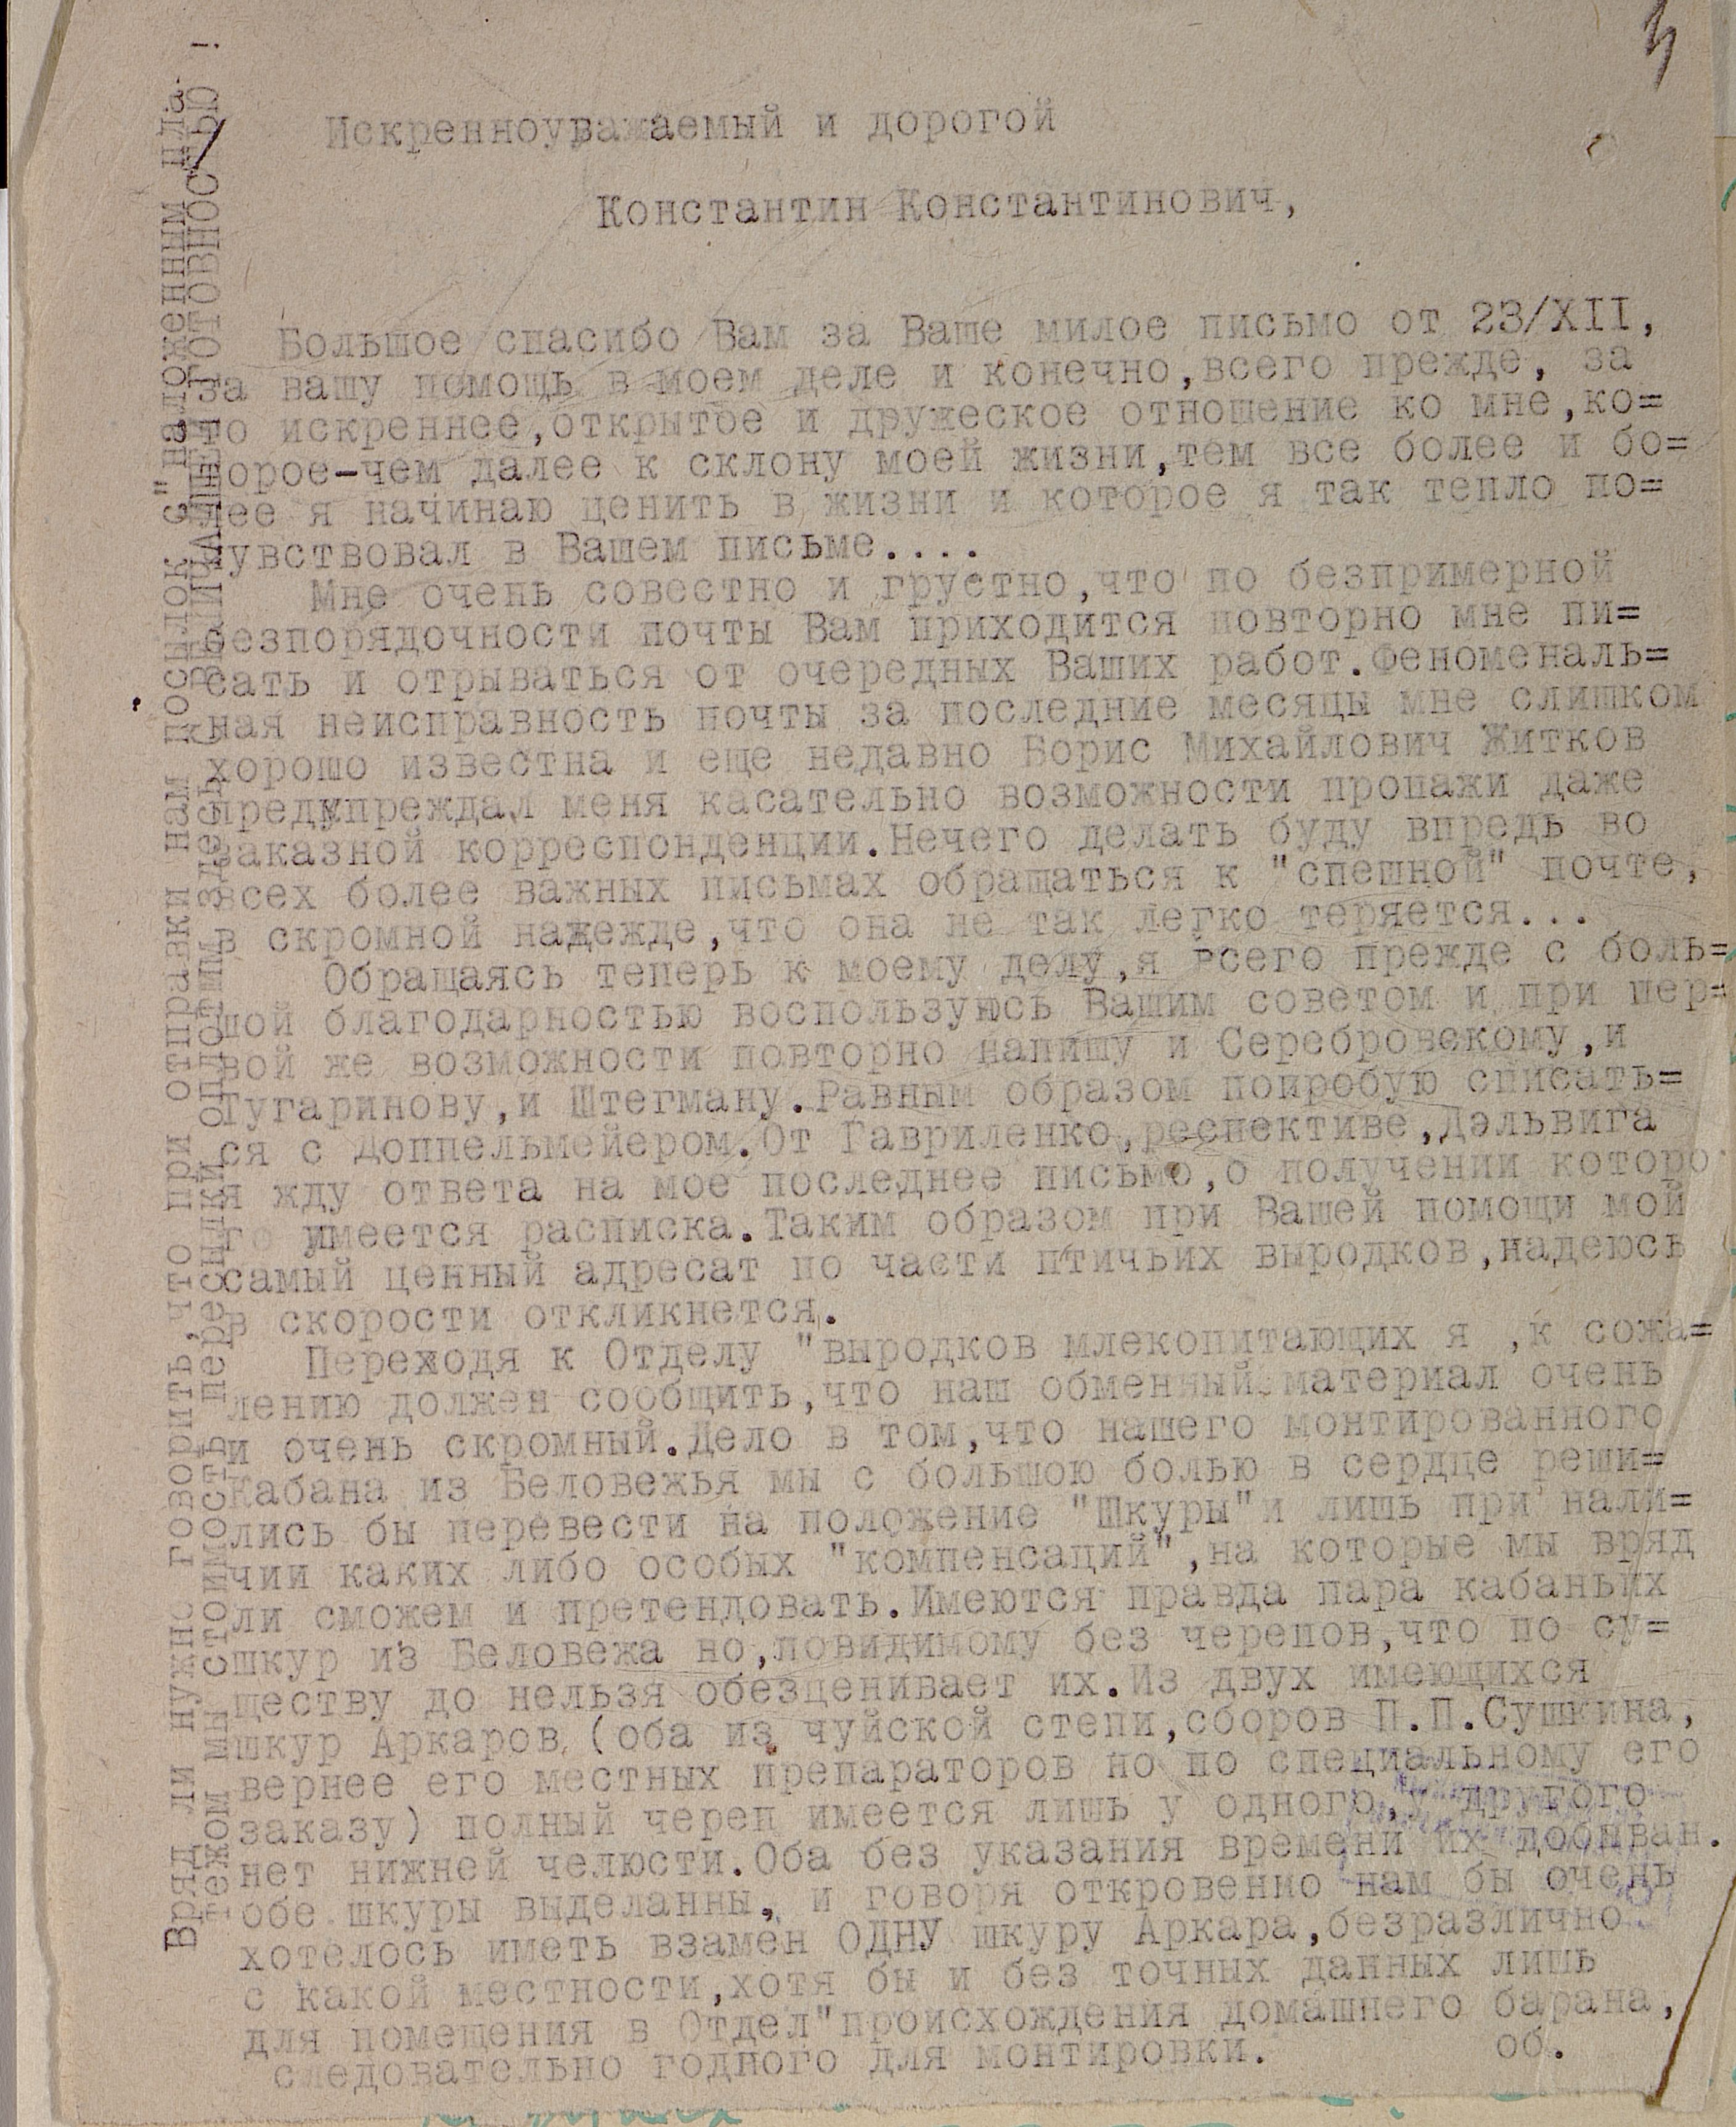 Искренноуважаемый и дорогой
Константин Константинович,
Большое спасибо Вам за Ваше милое письмо от 23/XII,
за вашу помощь в моем деле и конечно,всего прежде, за
то искреннее,открытое и дружеское отношение ко мне,ко=
торое-чем далее к склону моей жизни,тем все более и бо=
лее я начинаю ценить в жизни и которое я так тепло по=
чувствовал в Вашем письме....
Мне очень совестно и грустно,что по безпримерной
безпорядочности почты Вам приходится повторно мне пи=
сать и отрываться от очередных Ваших работ.Феноменаль=
ная неисправность почты за последние месяцы мне слишком
хорошо известна и еще недавно Борис Михайлович Житков
предупреждал меня касательно возможности пропажи даже
заказной корреспонденции.Нечего делать буду впредь во
всех более важных письмах обращаться к "спешной" почте,
в скромной надежде,что она не так легко теряется...
Обращаясь теперь к моему делу,я всего прежде с боль=
шой благодарностью воспользуюсь Вашим советом и при пер=
вой же возможности повторно напишу и Серебровскому,и
Тугаринову,и Штегману.Равным образом попробую списать=
ся с Доппельмейером.От Гавриленко,респективе,Дэльвига
я жду ответа на мое последнее письмо,о получении которо
го имеется расписка.Таким образом при Вашей помощи мой
самый ценный адресат по части птичьих выродков,надеюсь
в скорости откликнется.
Переходя к Отделу "выродков млекопитающих я ,к сожа=
лению должен сообщить,что наш обменный материал очень
и очень скромный.Дело в том,что нашего монтированного
Кабана из Беловежья мы с большою болью в сердце реши=
лись бы перевести на положение "Шкуры"и лишь при нали=
чии каких либо особых "компенсаций",на которые мы вряд
ли сможем и претендовать.Имеются правда пара кабаньих
шкур из Беловежа но,повидимому без черепов,что по су=
ществу до нельзя обезценивает их.Из двух имеющихся
шкур Аркаров (оба из чуйской степи,сборов П.П.Сушкина,
вернее его местных препараторов но по специальному его
заказу) полный череп имеется лишь у одного,у другого
нет нижней челюсти.Оба без указания времени их добыван.
обе шкуры выделанны, и говоря откровенно нам бы очень
хотелось иметь взамен ОДНУ шкуру Аркара,безразлично
с какой местности,хотя бы и без точных данных лишь
для помещения в Отдел"происхождения домашнего барана,
следовательно годного для монтировки. об.
Вряд ли нужно говорить,что при отправки нам посылок с"наложенным плa.
тежом мы стоимость пересылки оплотим здесь с ВЕЛИЧАЙШЕЙ ГОТОВНОСТЬЮ !